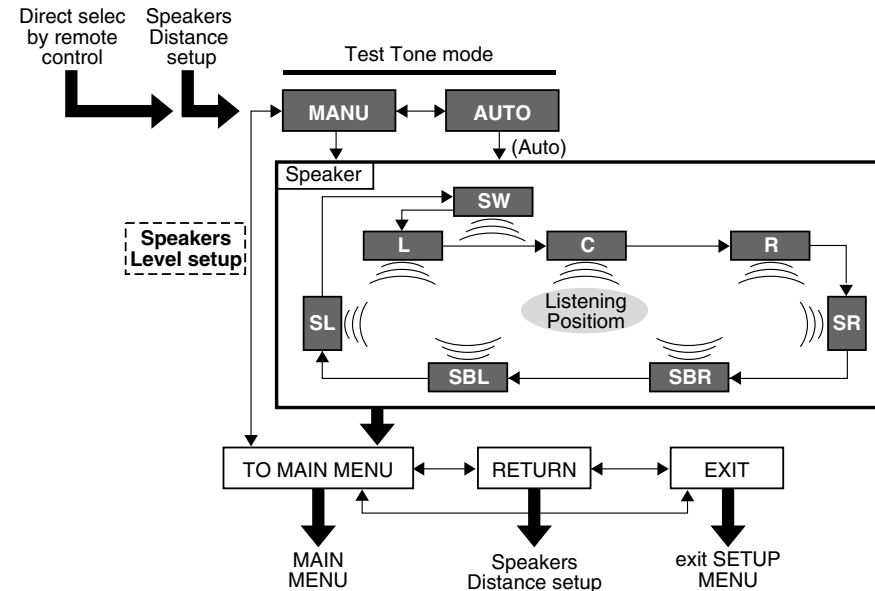 Direct selec
by remote
control
Speakers
Distance
setup
Test Tone mode
MANU
AUTO
(Auto)
Speaker
SW
L
C
R
Speakers
Level setup
Listening
Positiom
SL
SR
SBL
SBR
TO MAIN MENU
RETURN
EXIT
MAIN
MENU
Speakers
Distance setup
exit SETUP
MENU